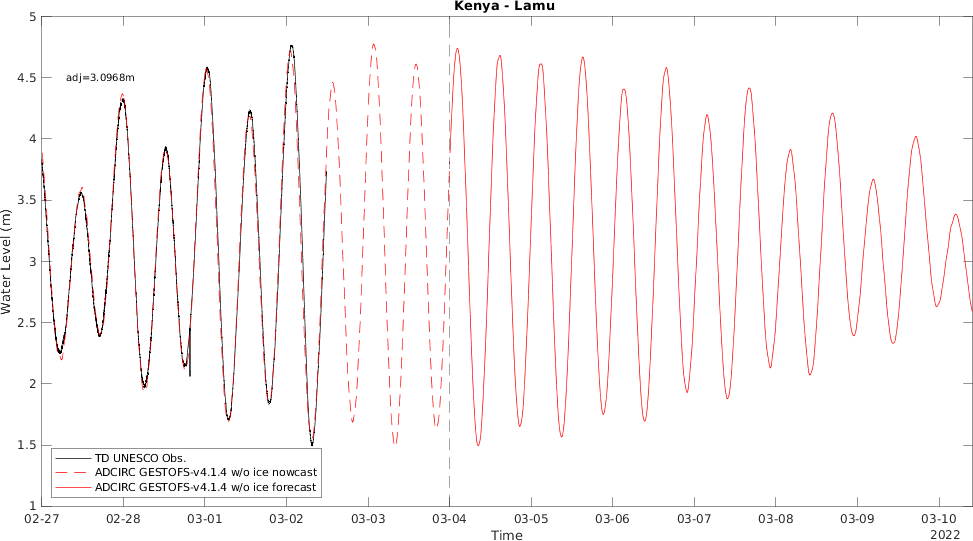 Kenya - Lamu
5
4.5
4
3.5
3
2.5
2
1.5
1
Water Level (m)
adj=3.0968m
TD UNESCO Obs.
ADCIRC GESTOFS-v4.1.4 w/o ice nowcast
ADCIRC GESTOFS-v4.1.4 w/o ice forecast
02-27 02-28 03-01 03-02 03-03 03-04 03-05 03-06 03-07 03-08 03-09 03-10
Time
2022